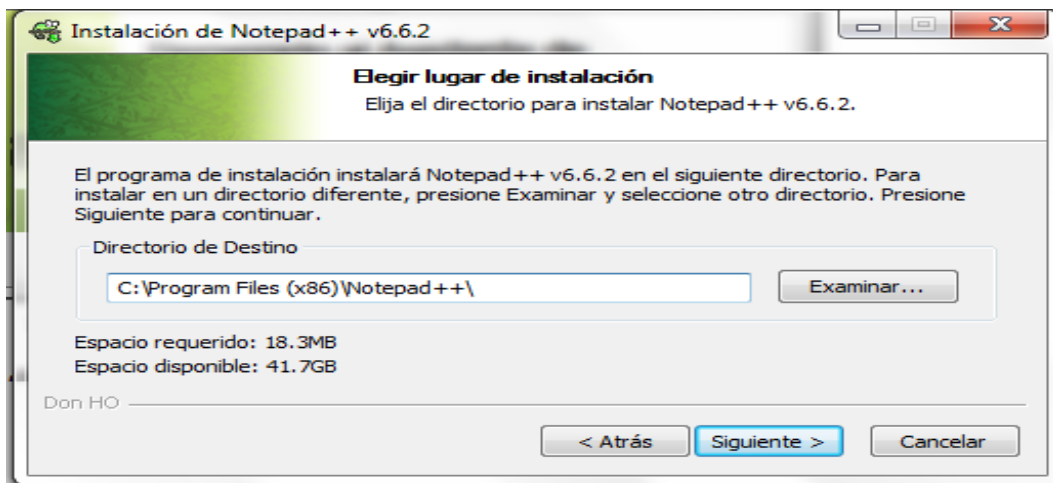 Instalación de Notepad++ v6.6.2
Elegir lugar de instalación
Elija el directorio para instalar Notepad++ v6.6.2.
El programa de instalación instalará Notepad++ v6.6.2 en el siguiente directorio. Para
instalar en un directorio diferente, presione Examinar y seleccione otro directorio. Presione
Siguiente para continuar.
Directorio de Destino
C:\Program Files (x86)\Notepad++\
Examinar...
Espacio requerido: 18.3MB
Espacio disponible: 41.7GB
Don HO
< Atrás
Siguiente >
Cancelar